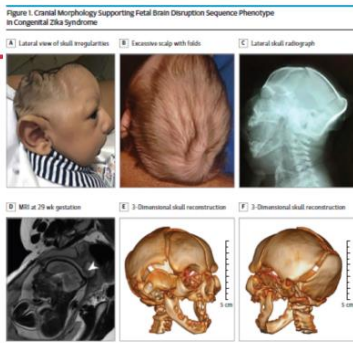 Figure 1. Cranial Morphology Supporting Fetal Brain Disruption Sequence Phenotype
in Congenital Zika Syndrome
A Lateral view of skull irregularities
B Excessive scalp with folds
C Lateral skull radiograph
D MRI at 29 wk gestation
E 3-Dimensional skull reconstruction
F 3-Dimensional skull reconstruction
5 cm
5 cm